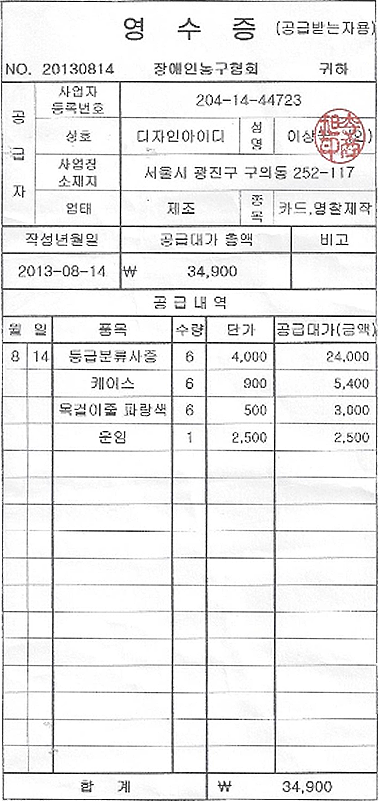 영 수 증 (공급받는자용)
NO. 20130814 장애인농구협회 귀하
공급자
사업자 등록번호 204-14-44723
상호 디자인아이디 성명 이상
사업장 소재지 서울시 광진구 구의동 252-117
업태 제조 종목 카드,명찰제작
작성년월일 공급대가 총액 비고
2013-08-14 ₩ 34,900
공 급 내 역
월 일 품목 수량 단가 공급대가(금액)
8 14 등급분류사증 6 4,000 24,000
케이스 6 900 5,400
목걸이줄 파랑색 6 500 3,000
운임 1 2,500 2,500
합 계 ₩ 34,900